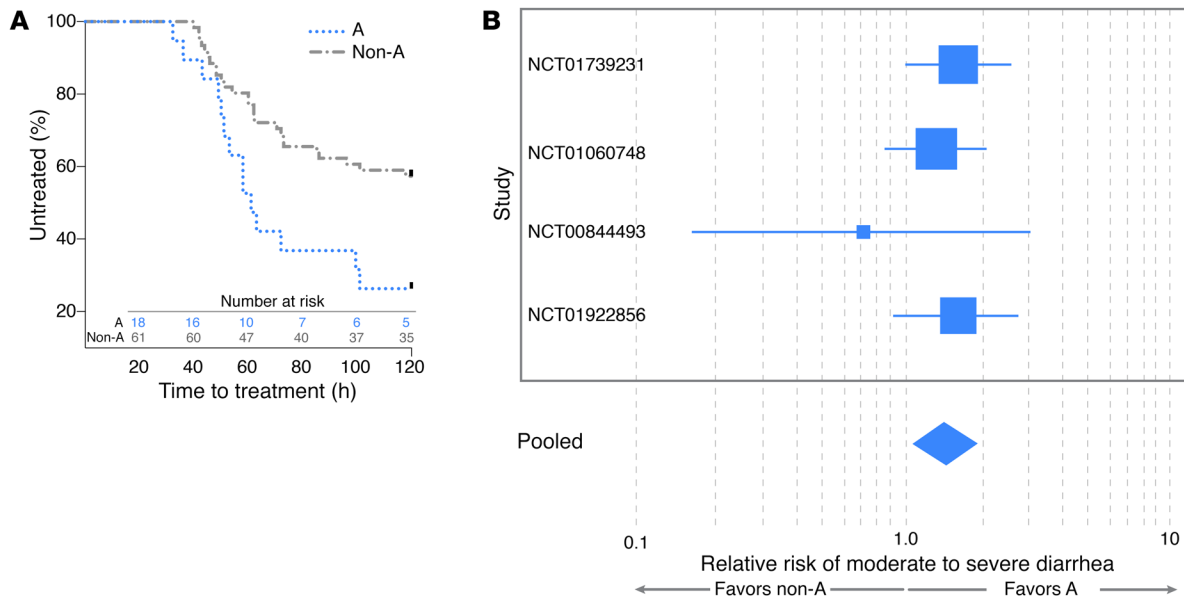 A
B
100
80
60
40
20
Untreated (%)
A
Non-A
Number at risk
A 18 16 10 7 6 5
Non-A 61 60 47 40 37 35
20 40 60 80 100 120
Time to treatment (h)
Study
NCT01739231
NCT01060748
NCT00844493
NCT01922856
Pooled
0.1 1.0 10
Relative risk of moderate to severe diarrhea
Favors non-A Favors A